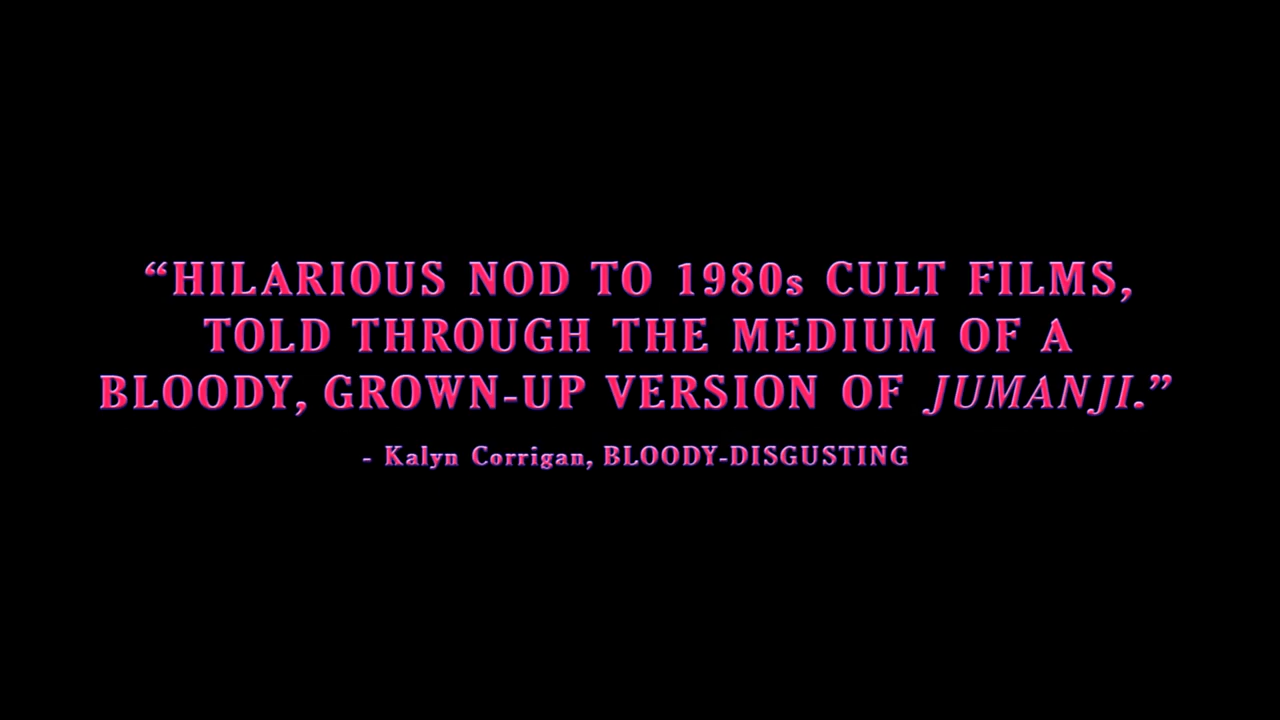 “HILARIOUS NOD TO 1980s CULT FILMS,
TOLD THROUGH THE MEDIUM OF A
BLOODY, GROWN-UP VERSION OF JUMANJI.”
- Kalyn Corrigan, BLOODY-DISGUSTING